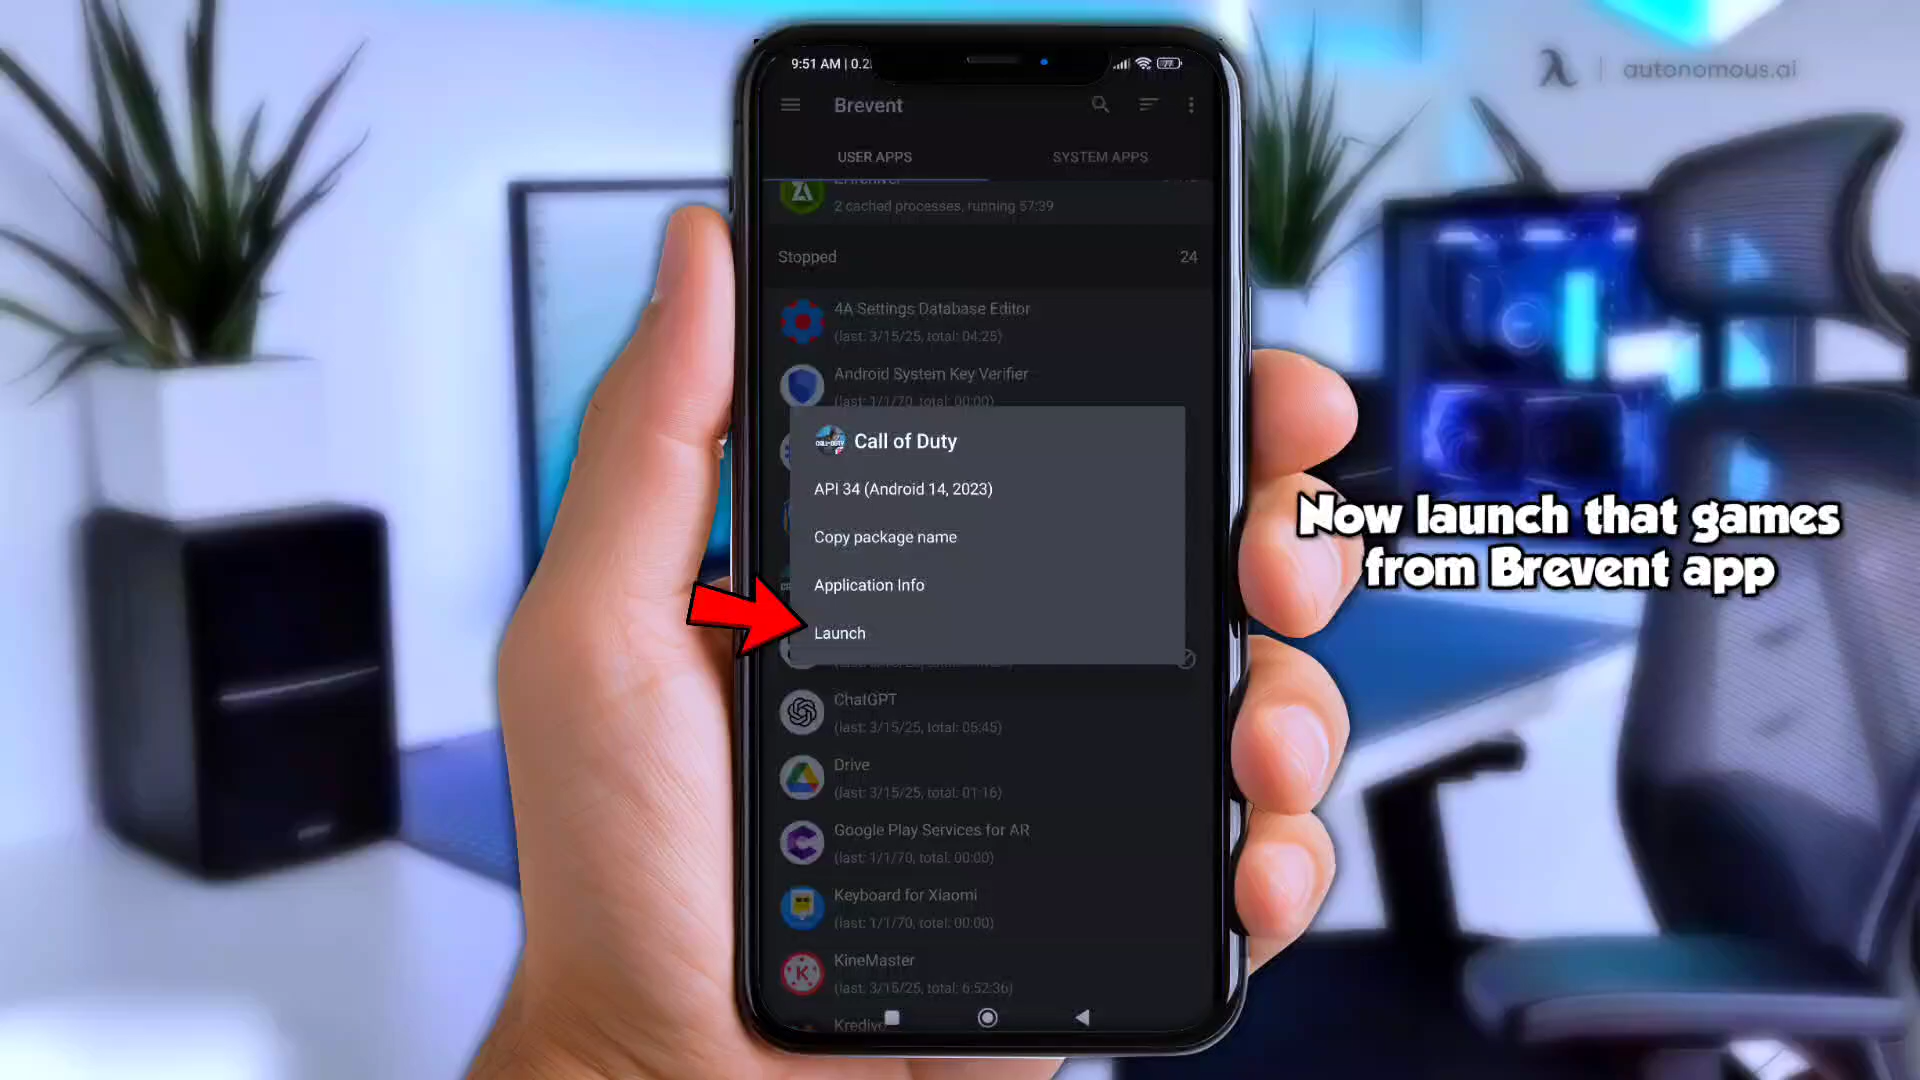 autonomous.ai
9:51 AM | 0.2
77
Brevent
USER APPS
SYSTEM APPS
ZArchiver
2 cached processes, running 57:39
Stopped
24
4A Settings Database Editor
(last: 3/15/25, total: 04:25)
Android System Key Verifier
(last: 1/1/70, total: 00:00)
Call of Duty
API 34 (Android 14, 2023)
Copy package name
Application Info
Launch
Now launch that games
from Brevent app
ChatGPT
(last: 3/15/25, total: 05:45)
Drive
(last: 3/15/25, total: 01:16)
Google Play Services for AR
(last: 1/1/70, total: 00:00)
Keyboard for Xiaomi
(last: 1/1/70, total: 00:00)
KineMaster
(last: 3/15/25, total: 6:52:36)
Kredivo